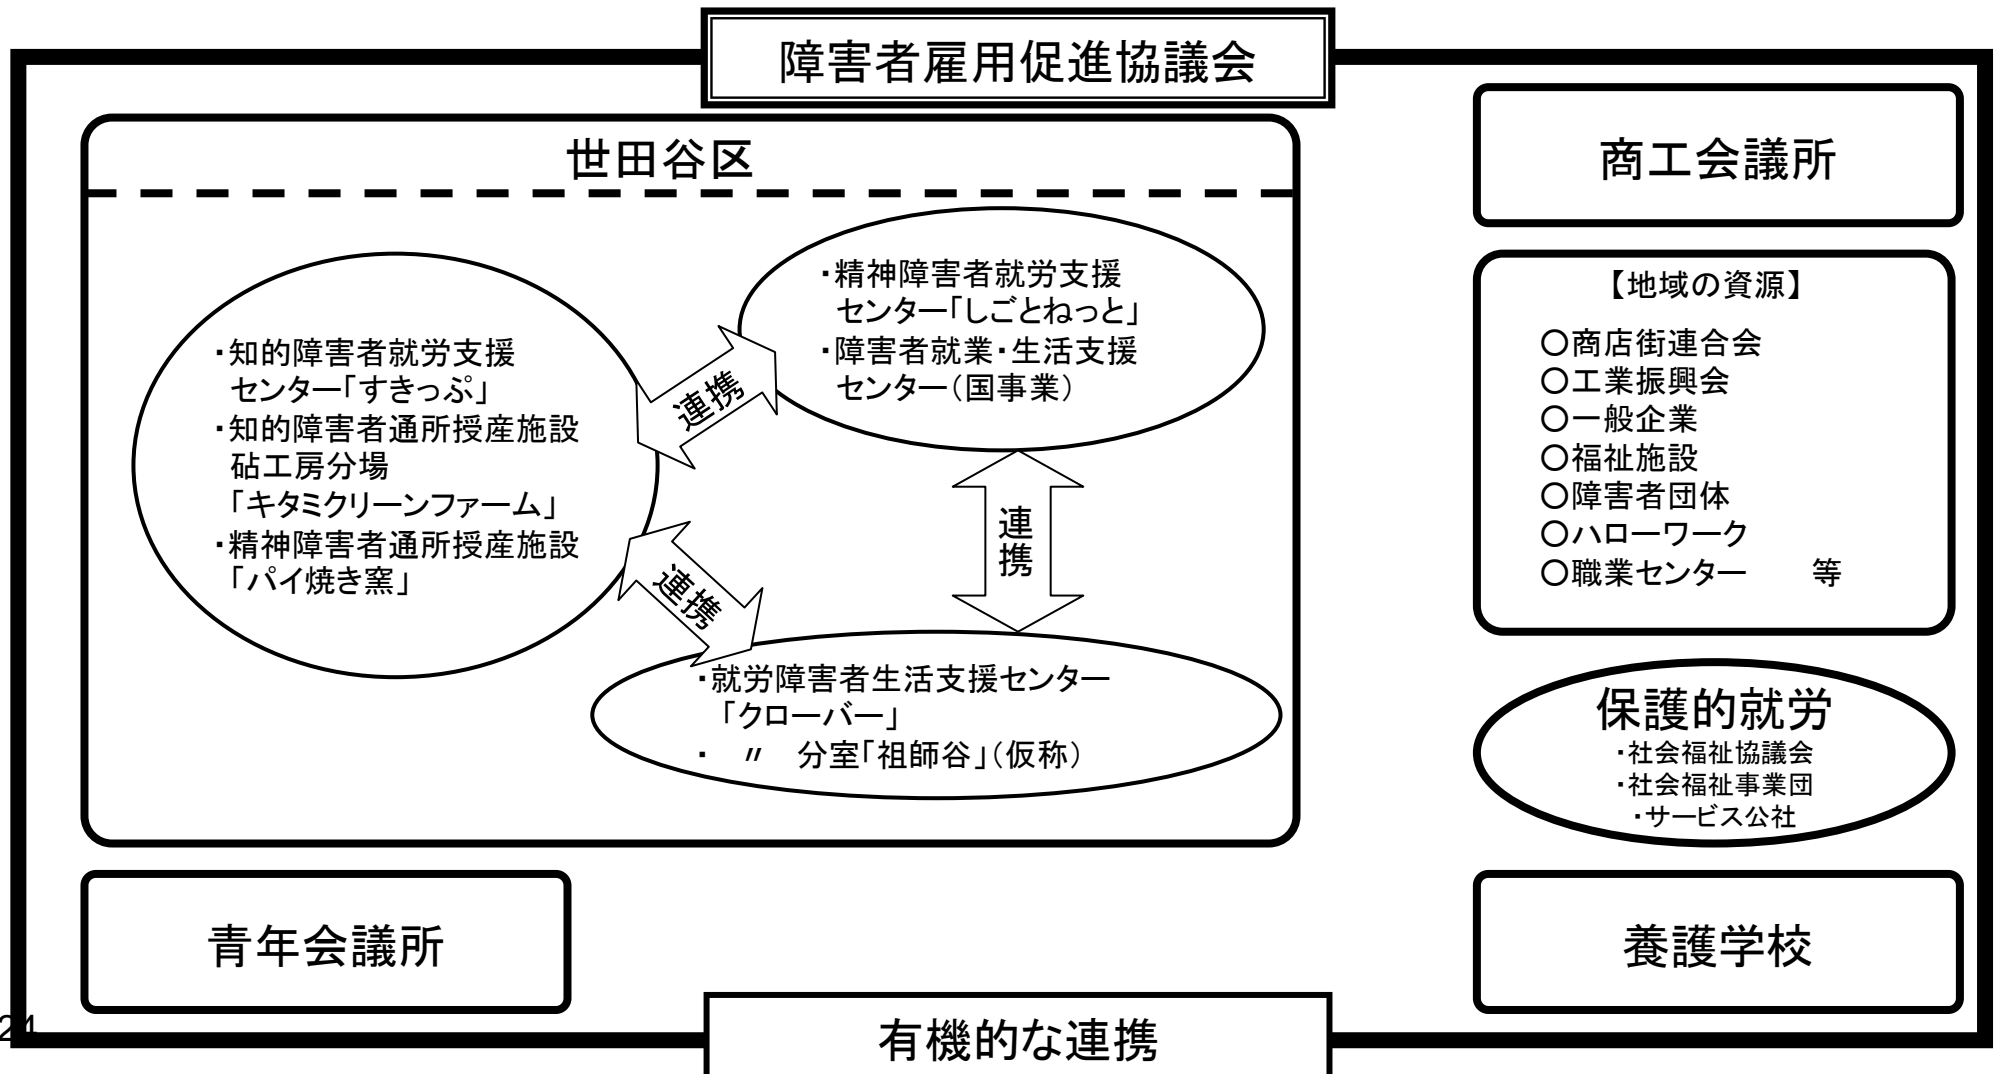 障害者雇用促進協議会
世田谷区
・知的障害者就労支援
センター「すきっぷ」
・知的障害者通所授産施設
砧工房分場
「キタミクリーンファーム」
・精神障害者通所授産施設
「パイ焼き窯」
連携
・精神障害者就労支援
センター「しごとねっと」
・障害者就業・生活支援
センター（国事業）
連携
連携
・就労障害者生活支援センター
「クローバー」
・ 〃 分室「祖師谷」（仮称）
商工会議所
【地域の資源】
○商店街連合会
○工業振興会
○一般企業
○福祉施設
○障害者団体
○ハローワーク
○職業センター 等
保護的就労
・社会福祉協議会
・社会福祉事業団
・サービス公社
青年会議所
養護学校
有機的な連携
24